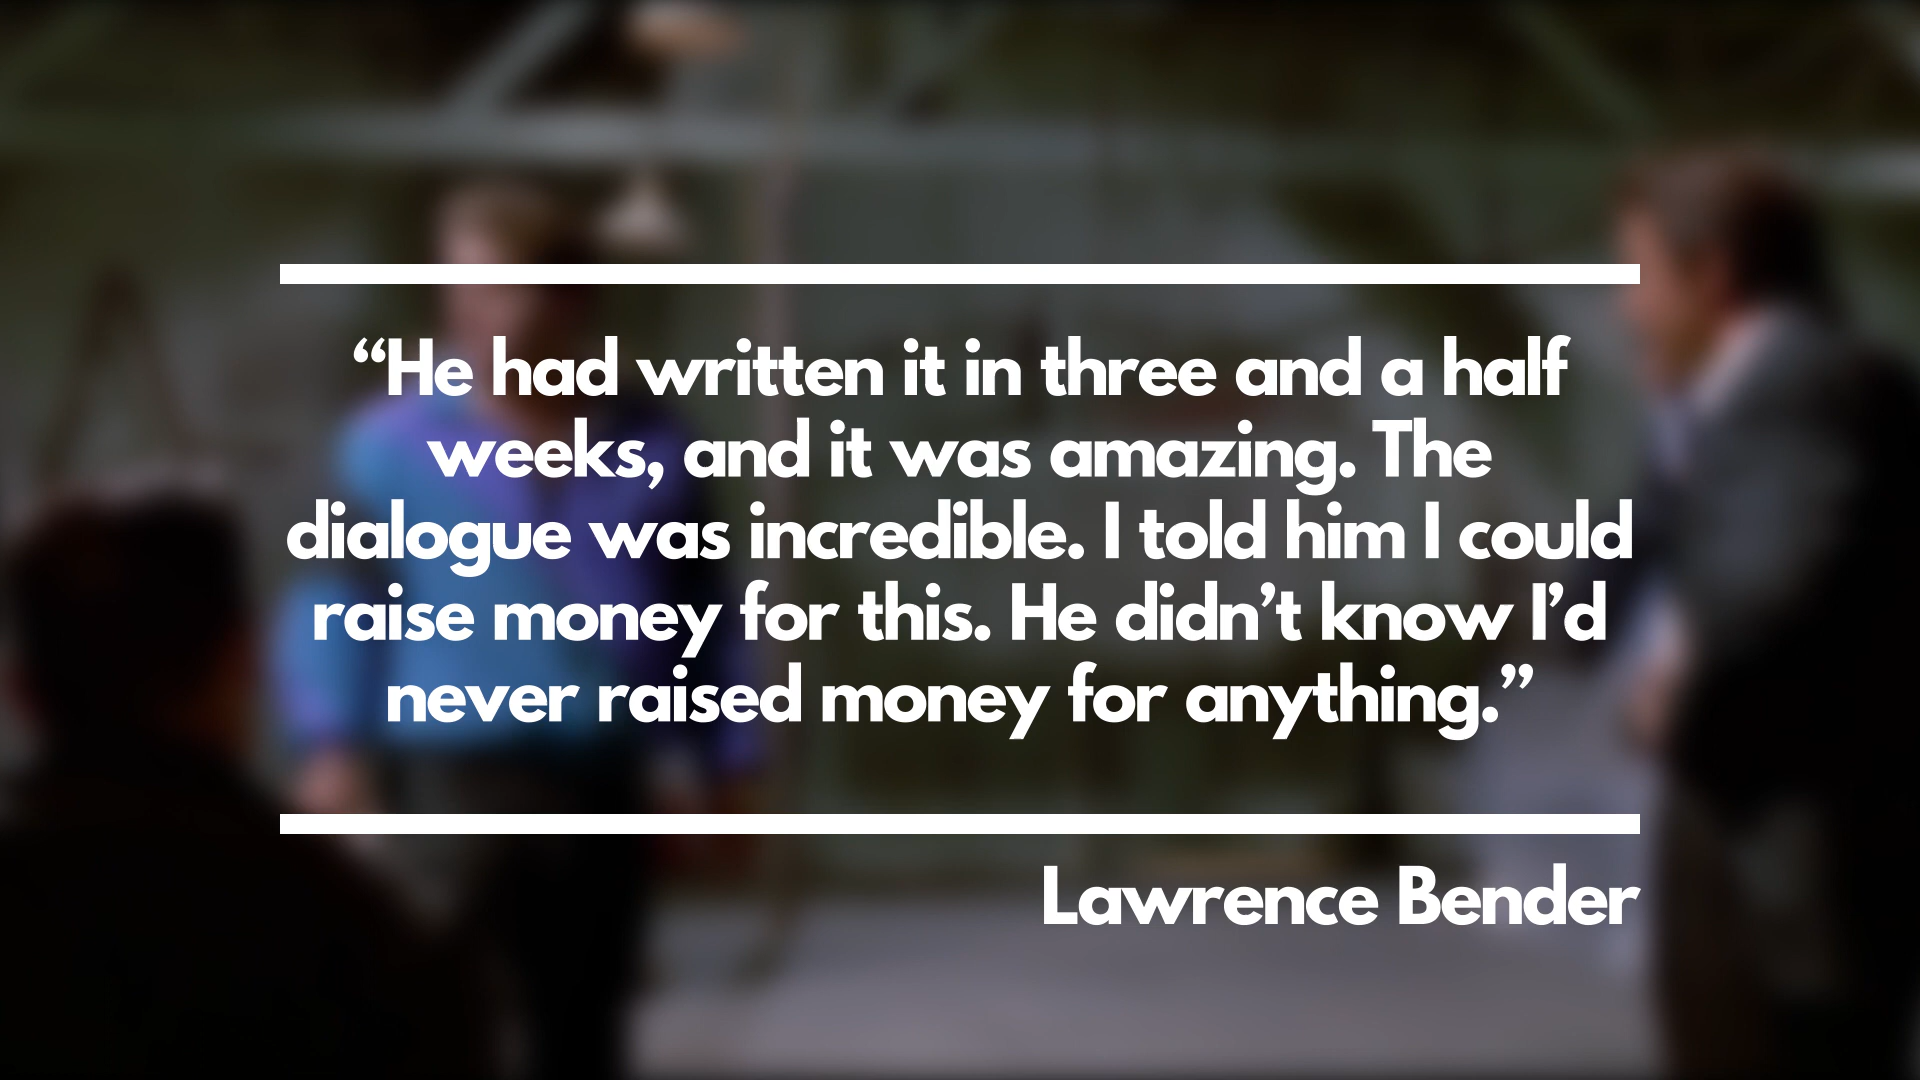 “He had written it in three and a half
weeks, and it was amazing. The
dialogue was incredible. I told him I could
raise money for this. He didn’t know I’d
never raised money for anything.”
Lawrence Bender